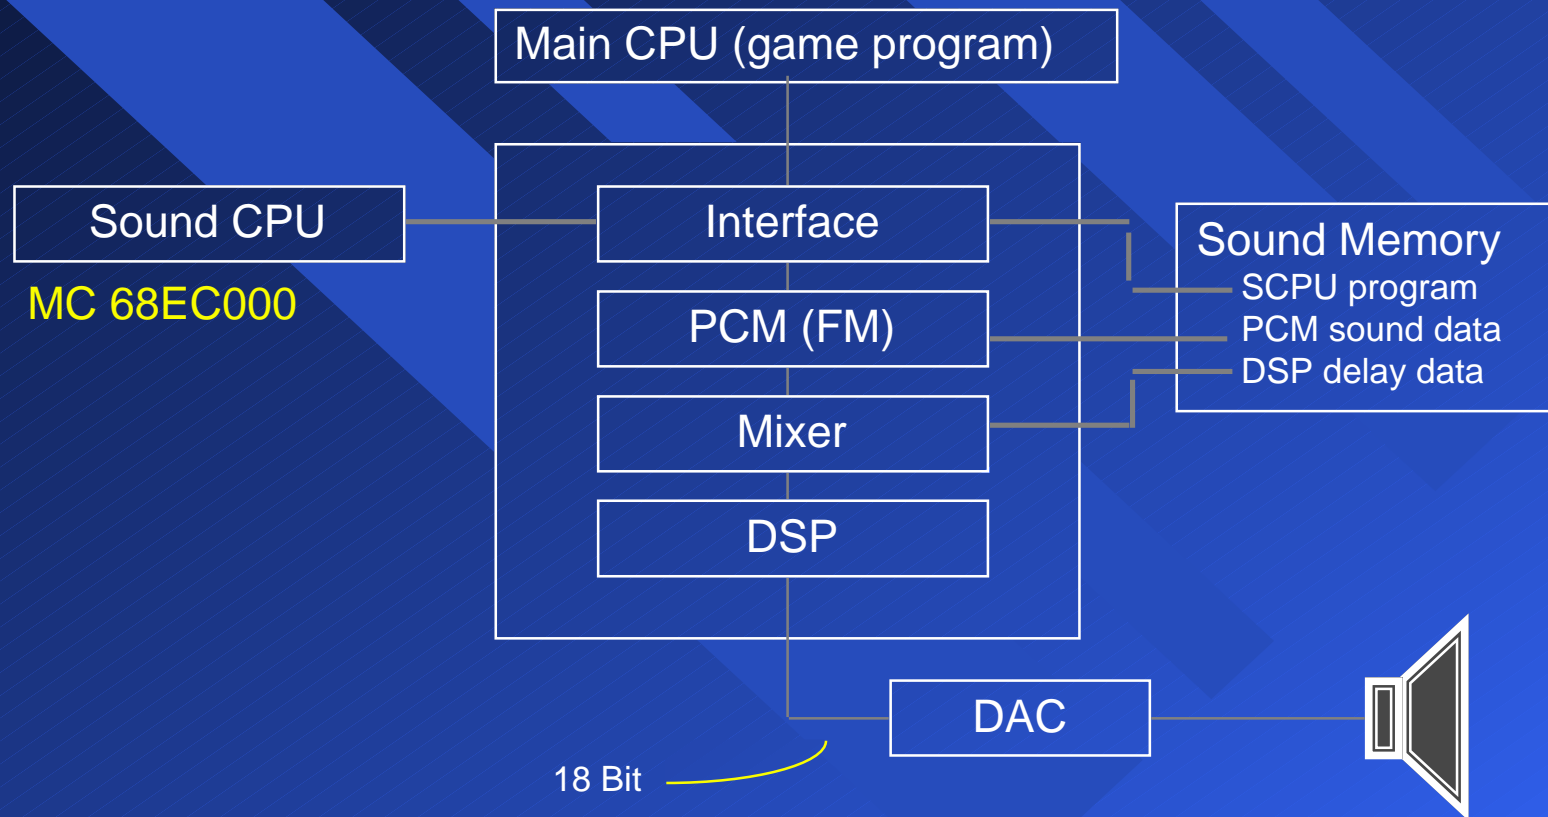 Main CPU (game program)
Sound CPU
MC 68EC000
Interface
PCM (FM)
Mixer
DSP
Sound Memory
SCPU program
PCM sound data
DSP delay data
DAC
18 Bit